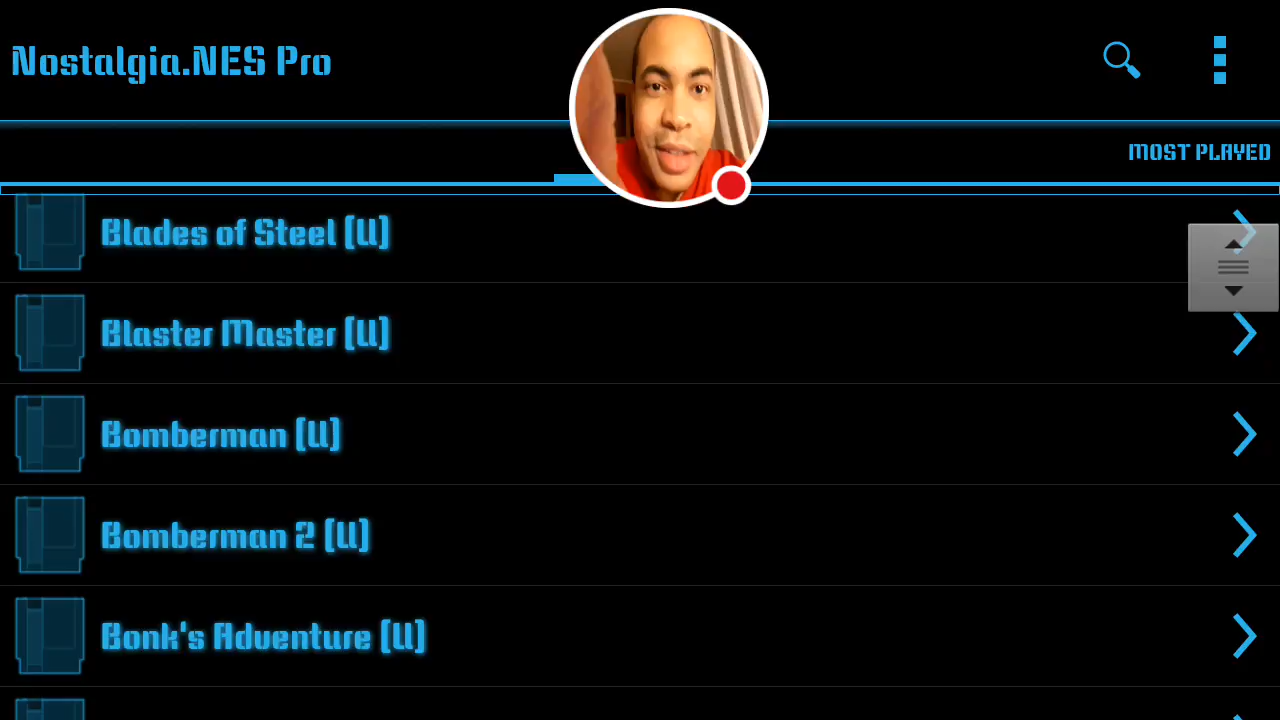 Nostalgia.NES Pro
MOST PLAYED
Blades of Steel (U)
Blaster Master (U)
Bomberman (U)
Bomberman 2 (U)
Bonk's Adventure (U)